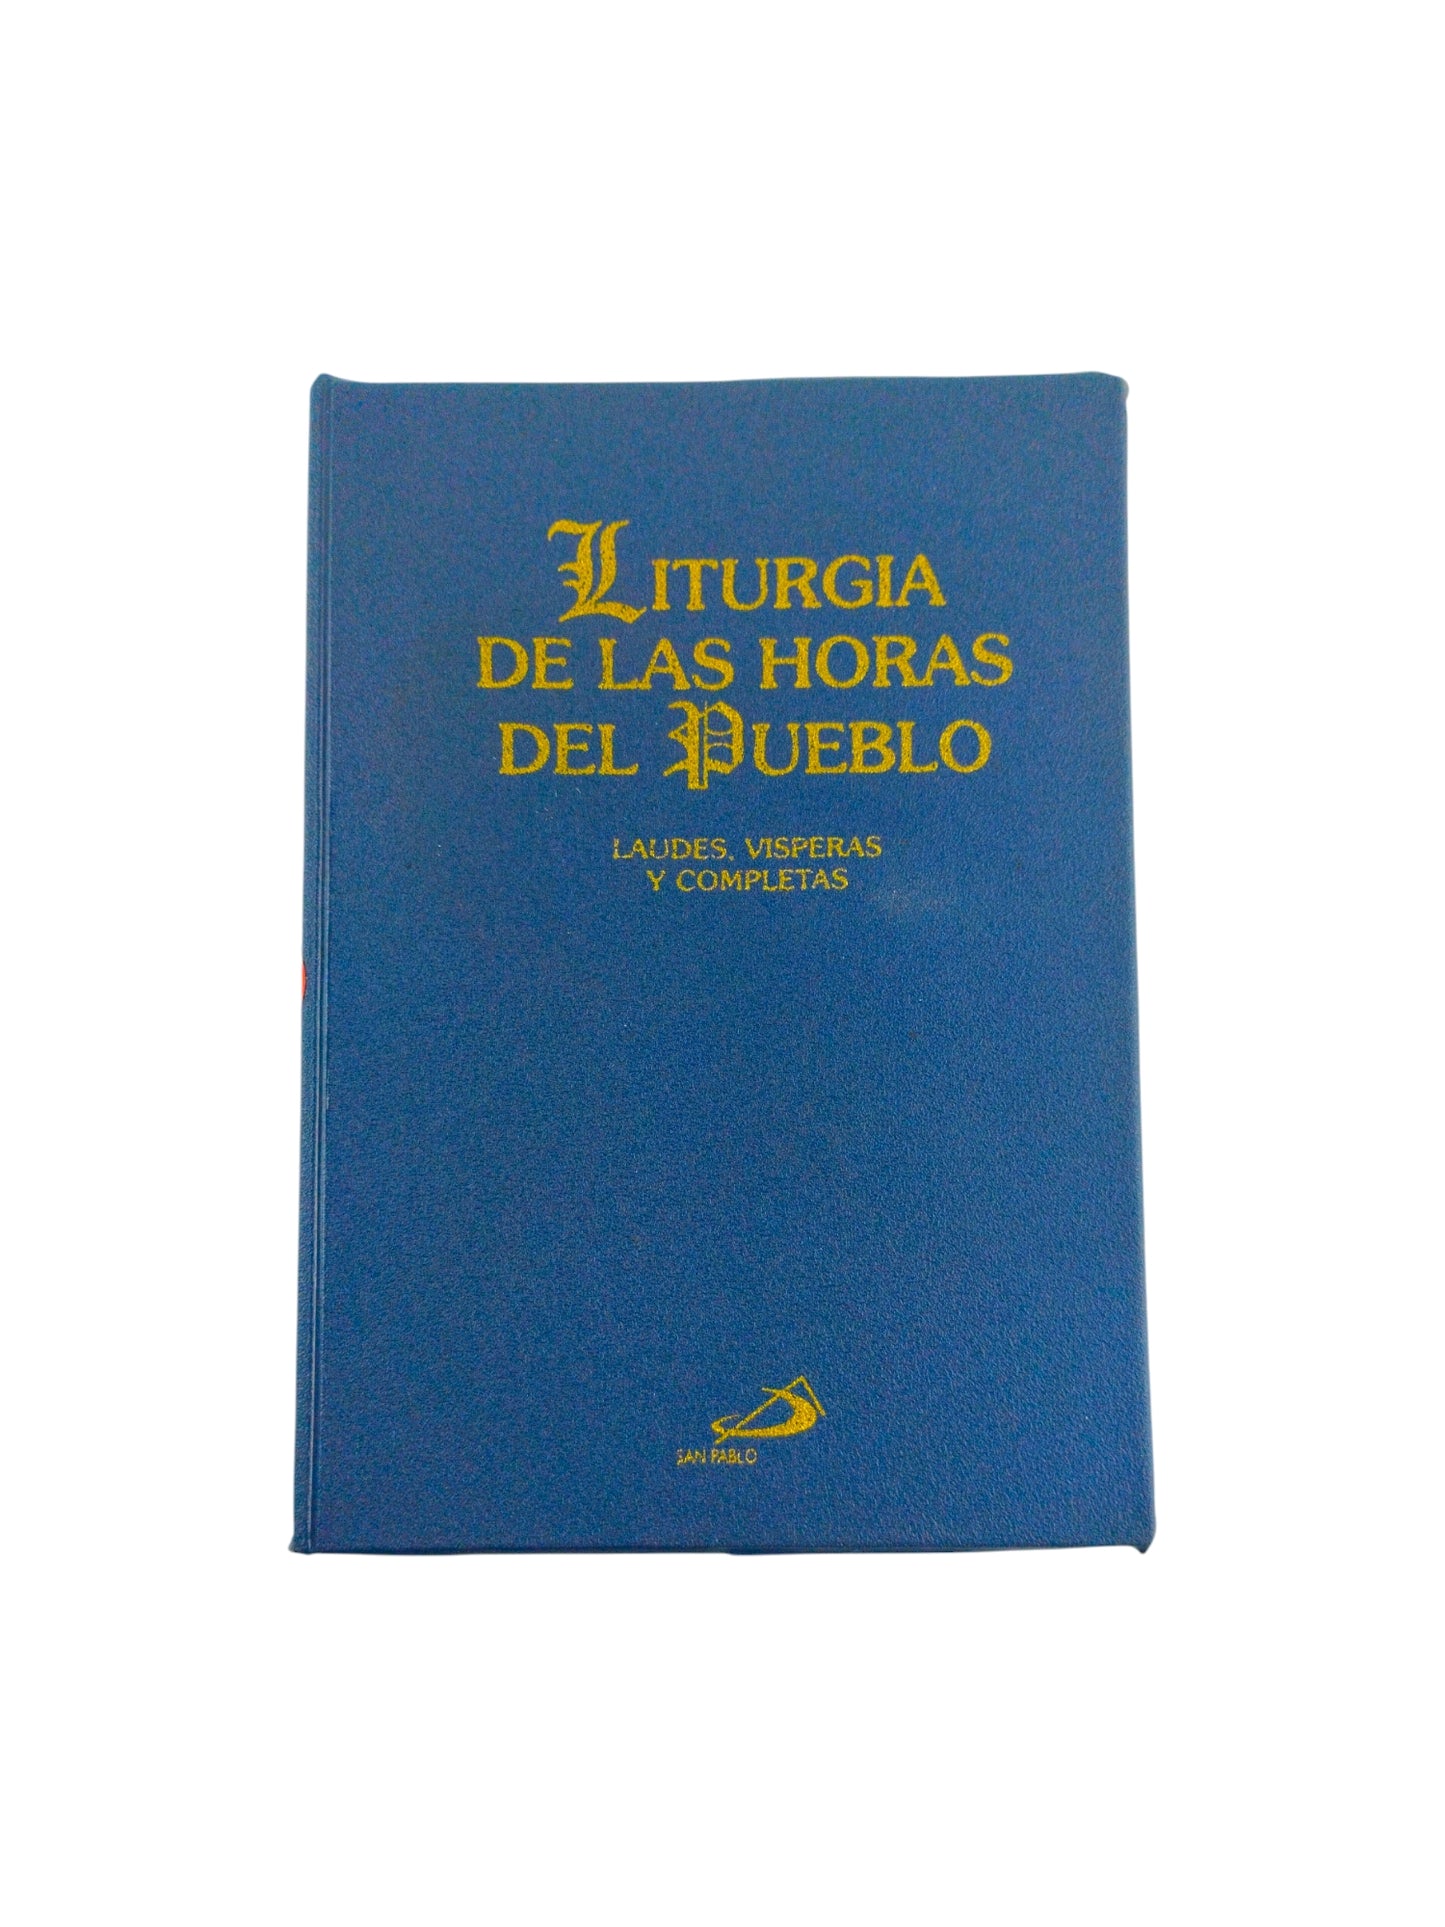 LITURGIA
DE LAS HORAS
DEL PUEBLO
LAUDES, VISPERAS
Y COMPLETAS
SAN PABLO